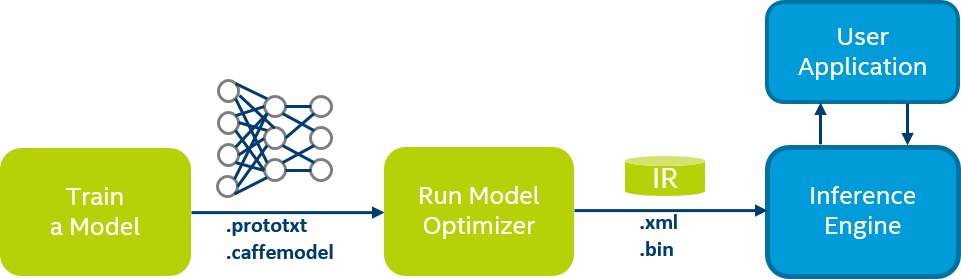 Train
a Model
.prototxt
.caffemodel
Run Model
Optimizer
IR
.xml
.bin
User
Application
Inference
Engine